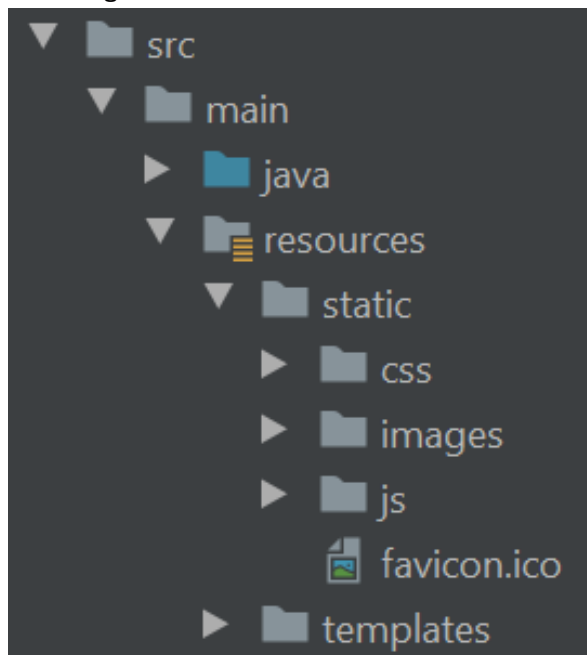 src
main
java
resources
static
css
images
js
favicon.ico
templates